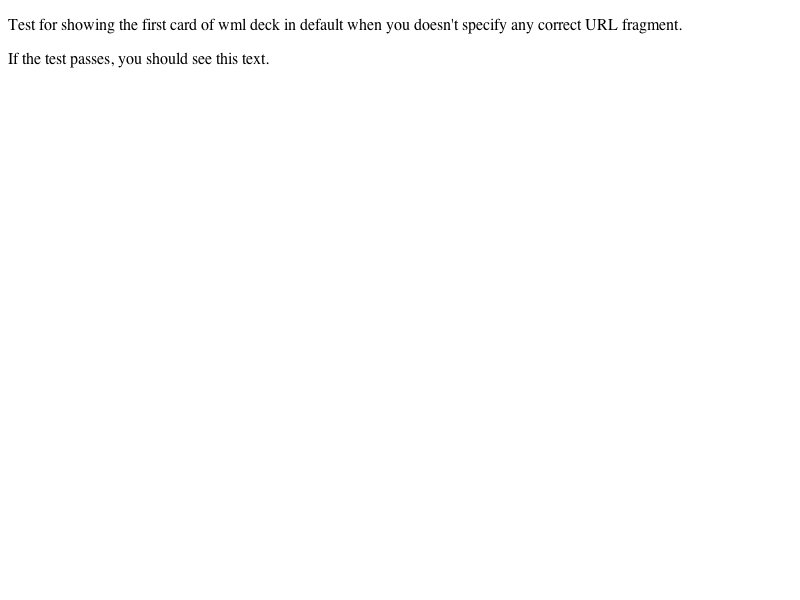 Test for showing the first card of wml deck in default when you doesn't specify any correct URL fragment.
If the test passes, you should see this text.